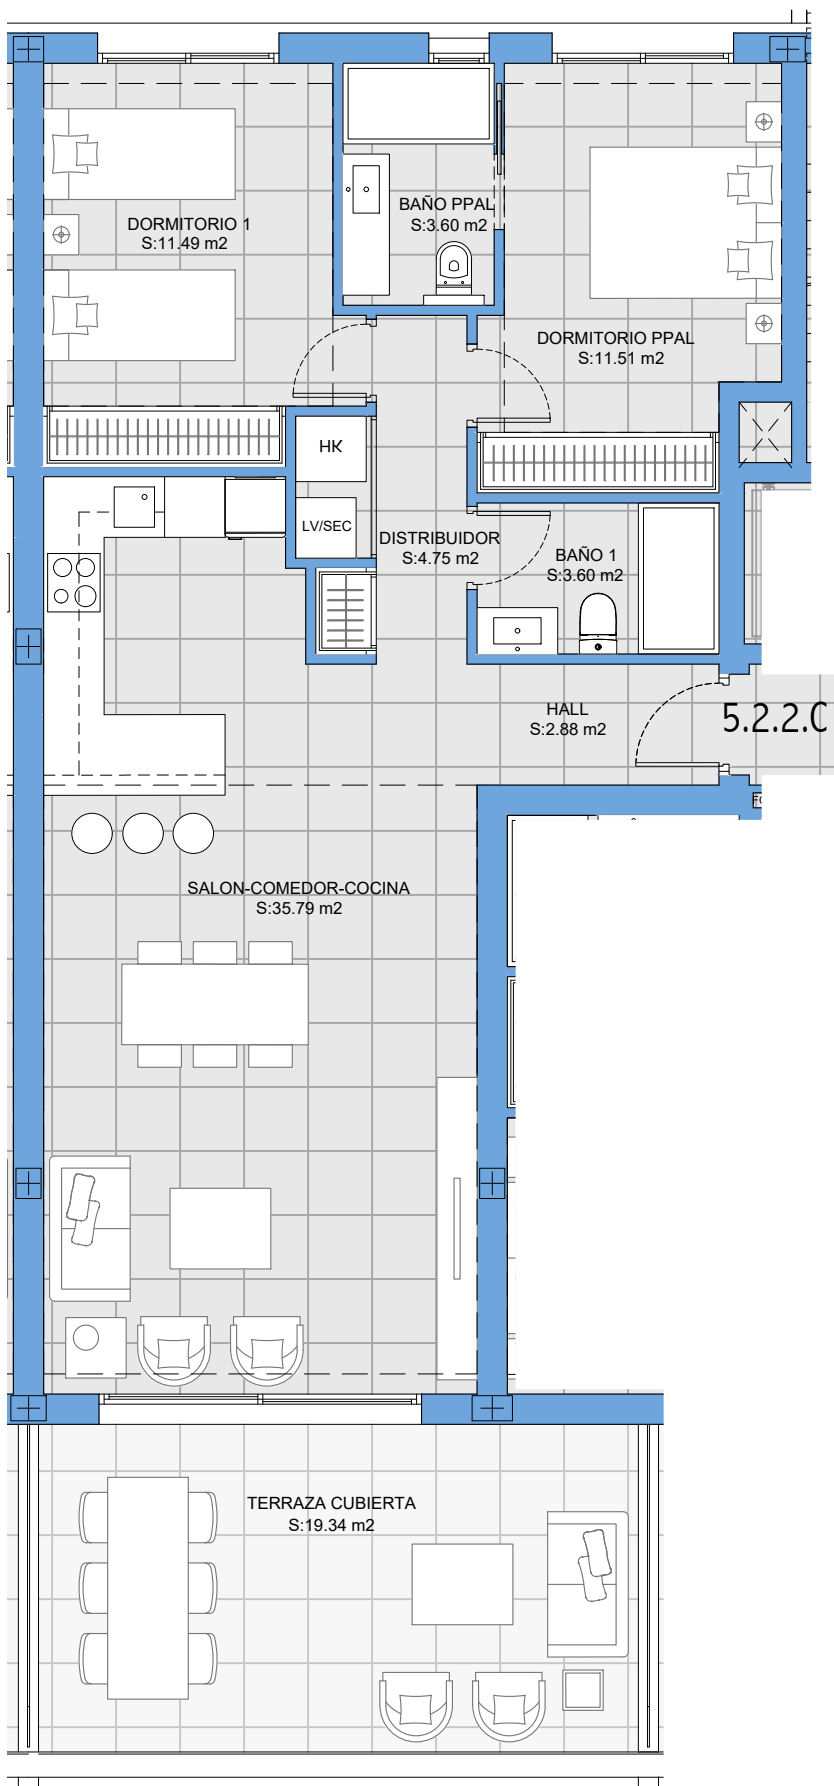 DORMITORIO 1
S:11.49 m2
BAÑO PPAL
S:3.60 m2
DORMITORIO PPAL
S:11.51 m2
HK
LV/SEC
DISTRIBUIDOR
S:4.75 m2
BAÑO 1
S:3.60 m2
HALL
S:2.88 m2
5.2.2.C
SALON-COMEDOR-COCINA
S:35.79 m2
TERRAZA CUBIERTA
S:19.34 m2